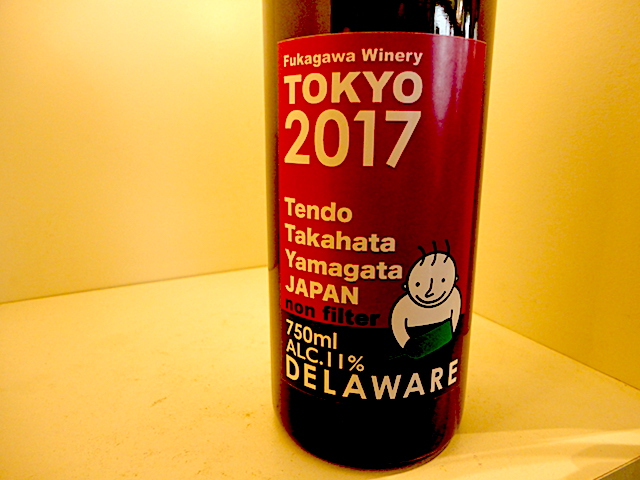 Fukagawa Winery
TOKYO
2017
Tendo
Takahata
Yamagata
JAPAN
non filter
750ml
ALC.11%
DELAWARE